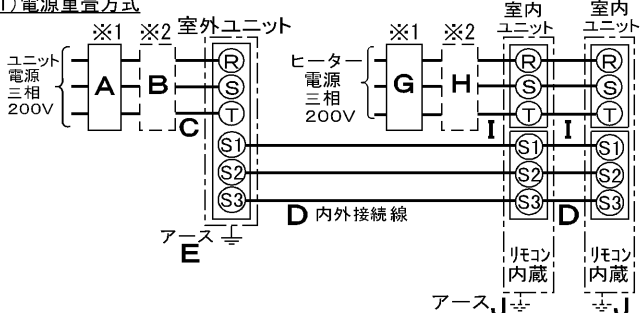 1)電源重畳方式
※1 ※2 室外ユニット
ユニット
電源
三相
200V
A
B
C
R
S
T
S1
S2
S3
D 内外接続線
アース
E
ヒーター
電源
三相
200V
※1 ※2
G
H
I
室内
ユニット
R
S
T
S1
S2
S3
リモコン
内蔵
アース J
I
D
室内
ユニット
R
S
T
S1
S2
S3
リモコン
内蔵
J